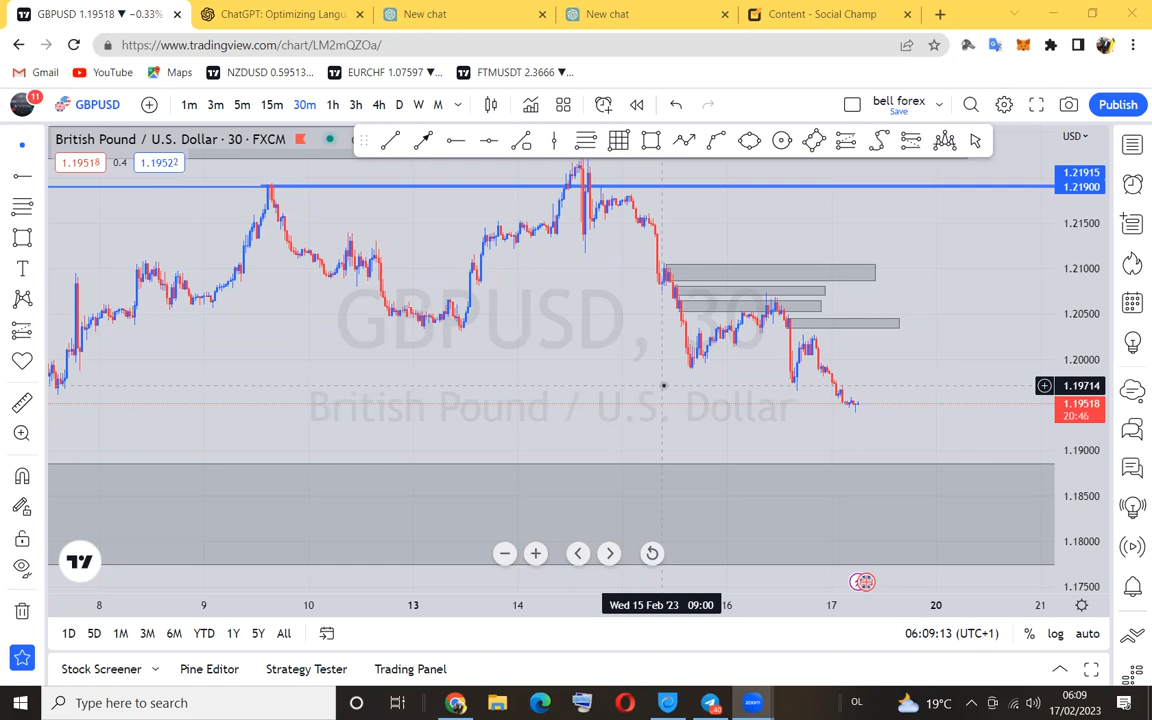 GBPUSD 1.19518 ▼ −0.33%
ChatGPT: Optimizing Langu
New chat
New chat
Content - Social Champ
https://www.tradingview.com/chart/LM2mQZOa/
Gmail
YouTube
Maps
NZDUSD 0.59513...
EURCHF 1.07597 ▼...
FTMUSDT 2.3666 ▼...
11
GBPUSD
1m 3m 5m 15m 30m 1h 3h 4h D W M
bell forex
Save
Publish
British Pound / U.S. Dollar · 30 · FXCM
USD
1.19518
0.4
1.19522
1.21915
1.21900
1.21500
1.21000
1.20500
1.20000
1.19714
1.19518
20:46
1.19000
1.18500
1.18000
1.17500
GBPUSD, 30
British Pound / U.S. Dollar
8 9 10 13 14 Wed 15 Feb '23 09:00 16 17 20 21
1D 5D 1M 3M 6M YTD 1Y 5Y All
06:09:13 (UTC+1)
% log auto
Stock Screener
Pine Editor
Strategy Tester
Trading Panel
Type here to search
zoom
OL
19°C
06:09
17/02/2023